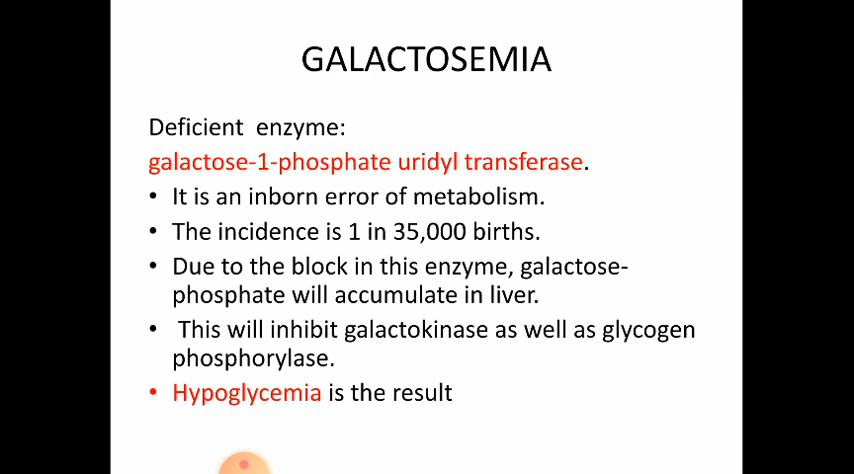 GALACTOSEMIA
Deficient enzyme:
galactose-1-phosphate uridyl transferase.
• It is an inborn error of metabolism.
• The incidence is 1 in 35,000 births.
• Due to the block in this enzyme, galactose-
phosphate will accumulate in liver.
• This will inhibit galactokinase as well as glycogen
phosphorylase.
• Hypoglycemia is the result